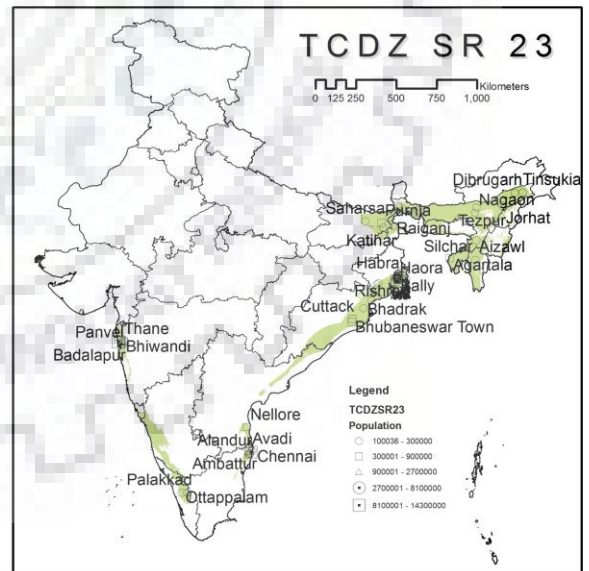 TCDZ SR 23
Kilometers
0 125 250 500 750 1,000
Dibrugarh Tinsukia
Nagaon
Saharsa Purnia
Tezpur Jorhat
Raiganj
Katihar
Silchar Aizawl
Habra Agartala
Haora
Bally
Cuttack Bhadrak
Bhubaneswar Town
Panvel Thane
Bhiwandi
Badalapur
Legend
TCDZSR23
Nellore
Population
100036 - 300000
Alandur Avadi
300001 - 900000
Chennai
Ambattur
900001 - 2700000
Palakkad
2700001 - 8100000
Ottappalam
8100001 - 14300000